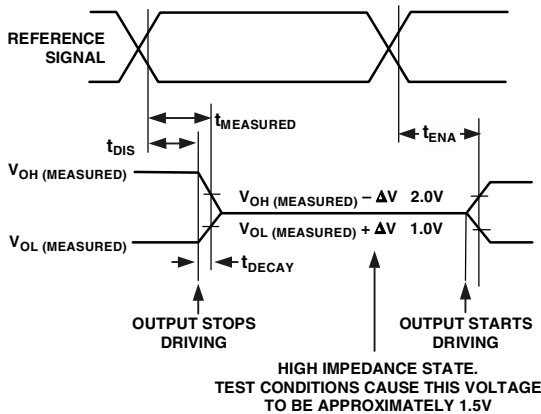 REFERENCE
SIGNAL
tMEASURED
tDIS
tENA
VOH (MEASURED)
VOH (MEASURED) – ΔV 2.0V
VOL (MEASURED) + ΔV 1.0V
VOL (MEASURED)
tDECAY
OUTPUT STOPS
DRIVING
OUTPUT STARTS
DRIVING
HIGH IMPEDANCE STATE.
TEST CONDITIONS CAUSE THIS VOLTAGE
TO BE APPROXIMATELY 1.5V